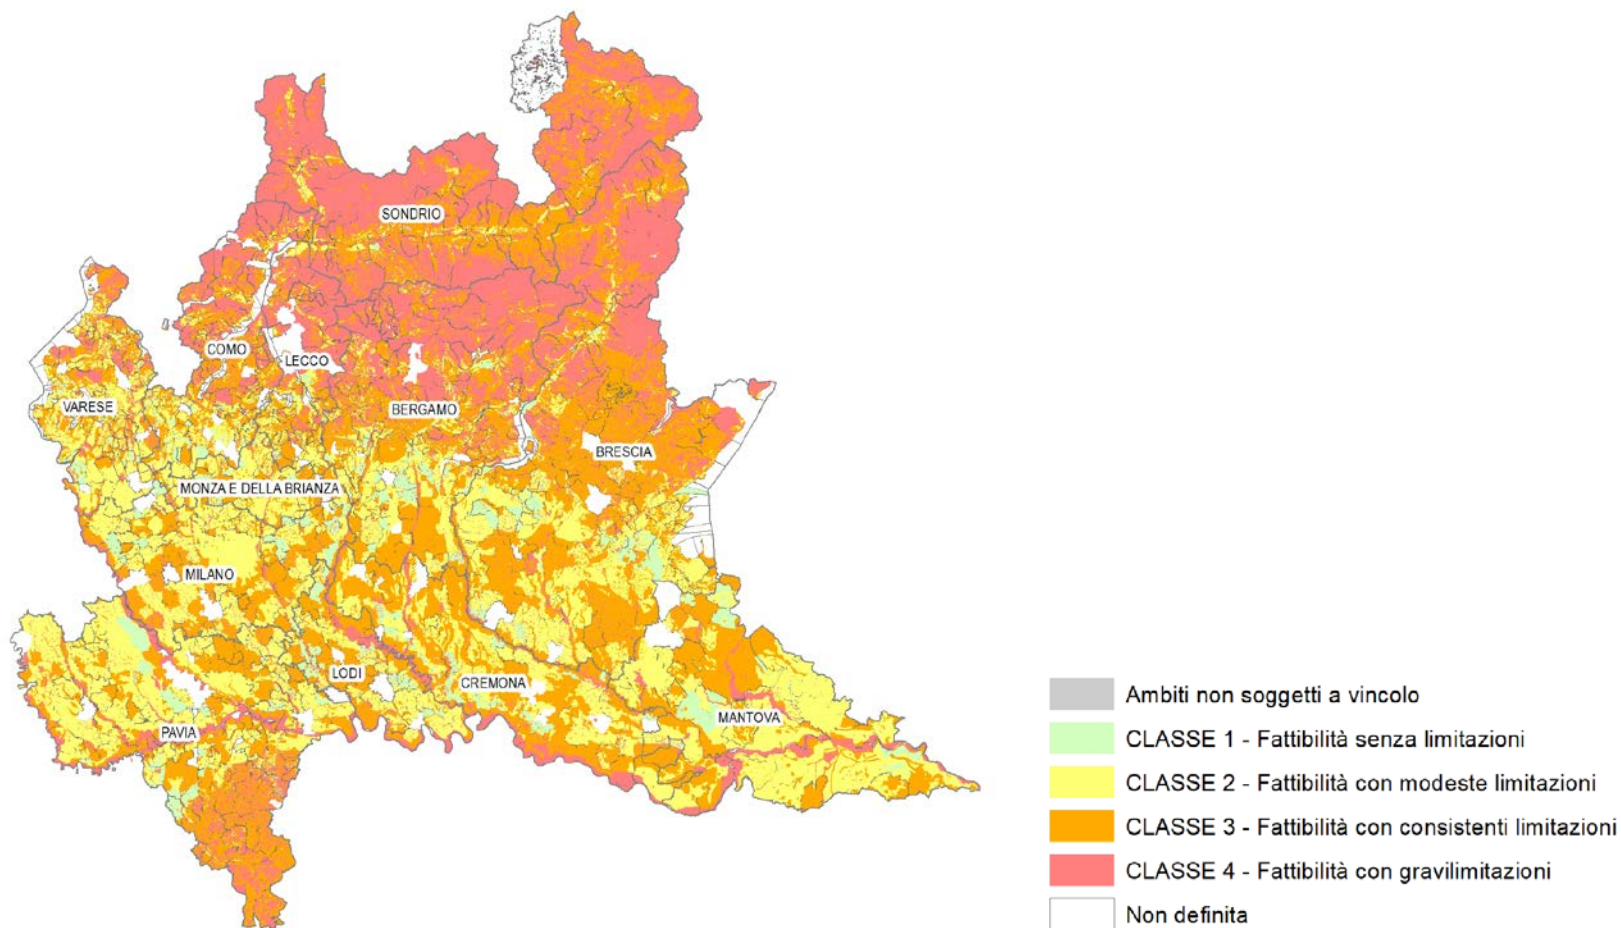 SONDRIO
COMO
LECCO
VARESE
BERGAMO
BRESCIA
MONZA E DELLA BRIANZA
MILANO
LODI
CREMONA
MANTOVA
PAVIA
Ambiti non soggetti a vincolo
CLASSE 1 - Fattibilità senza limitazioni
CLASSE 2 - Fattibilità con modeste limitazioni
CLASSE 3 - Fattibilità con consistenti limitazioni
CLASSE 4 - Fattibilità con gravilimitazioni
Non definita